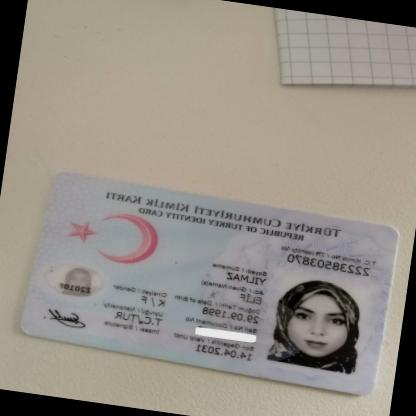 TÜRKİYE CUMHURİYETİ KİMLİK KARTI
REPUBLIC OF TURKEY IDENTITY CARD
T.C. Kimlik No / TR Identity No
22238503870
Soyadı / Surname
YILMAZ
Adı / Given Name(s)
ELİF
Doğum Tarihi / Date of Birth Cinsiyeti / Gender
29.09.1998 K / F
Seri No / Document No Uyruğu / Nationality
T.C./TUR
Son Geçerlilik / Valid Until İmzası / Signature
14.04.2031